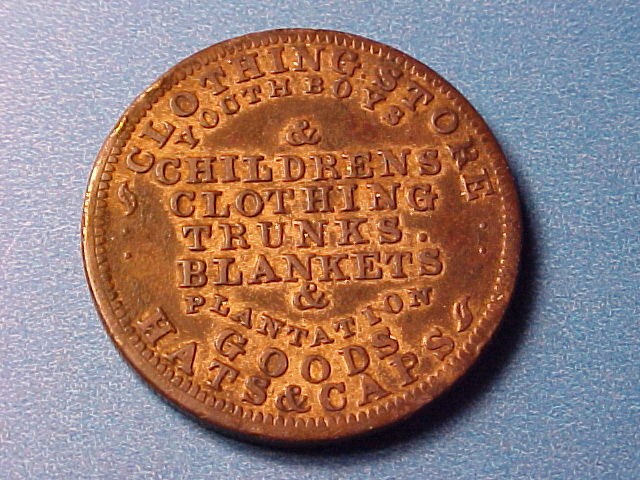 CLOTHING STORE
YOUTH BOYS
&
CHILDRENS
CLOTHING
TRUNKS.
BLANKETS
&
PLANTATION
GOODS
HATS & CAPS